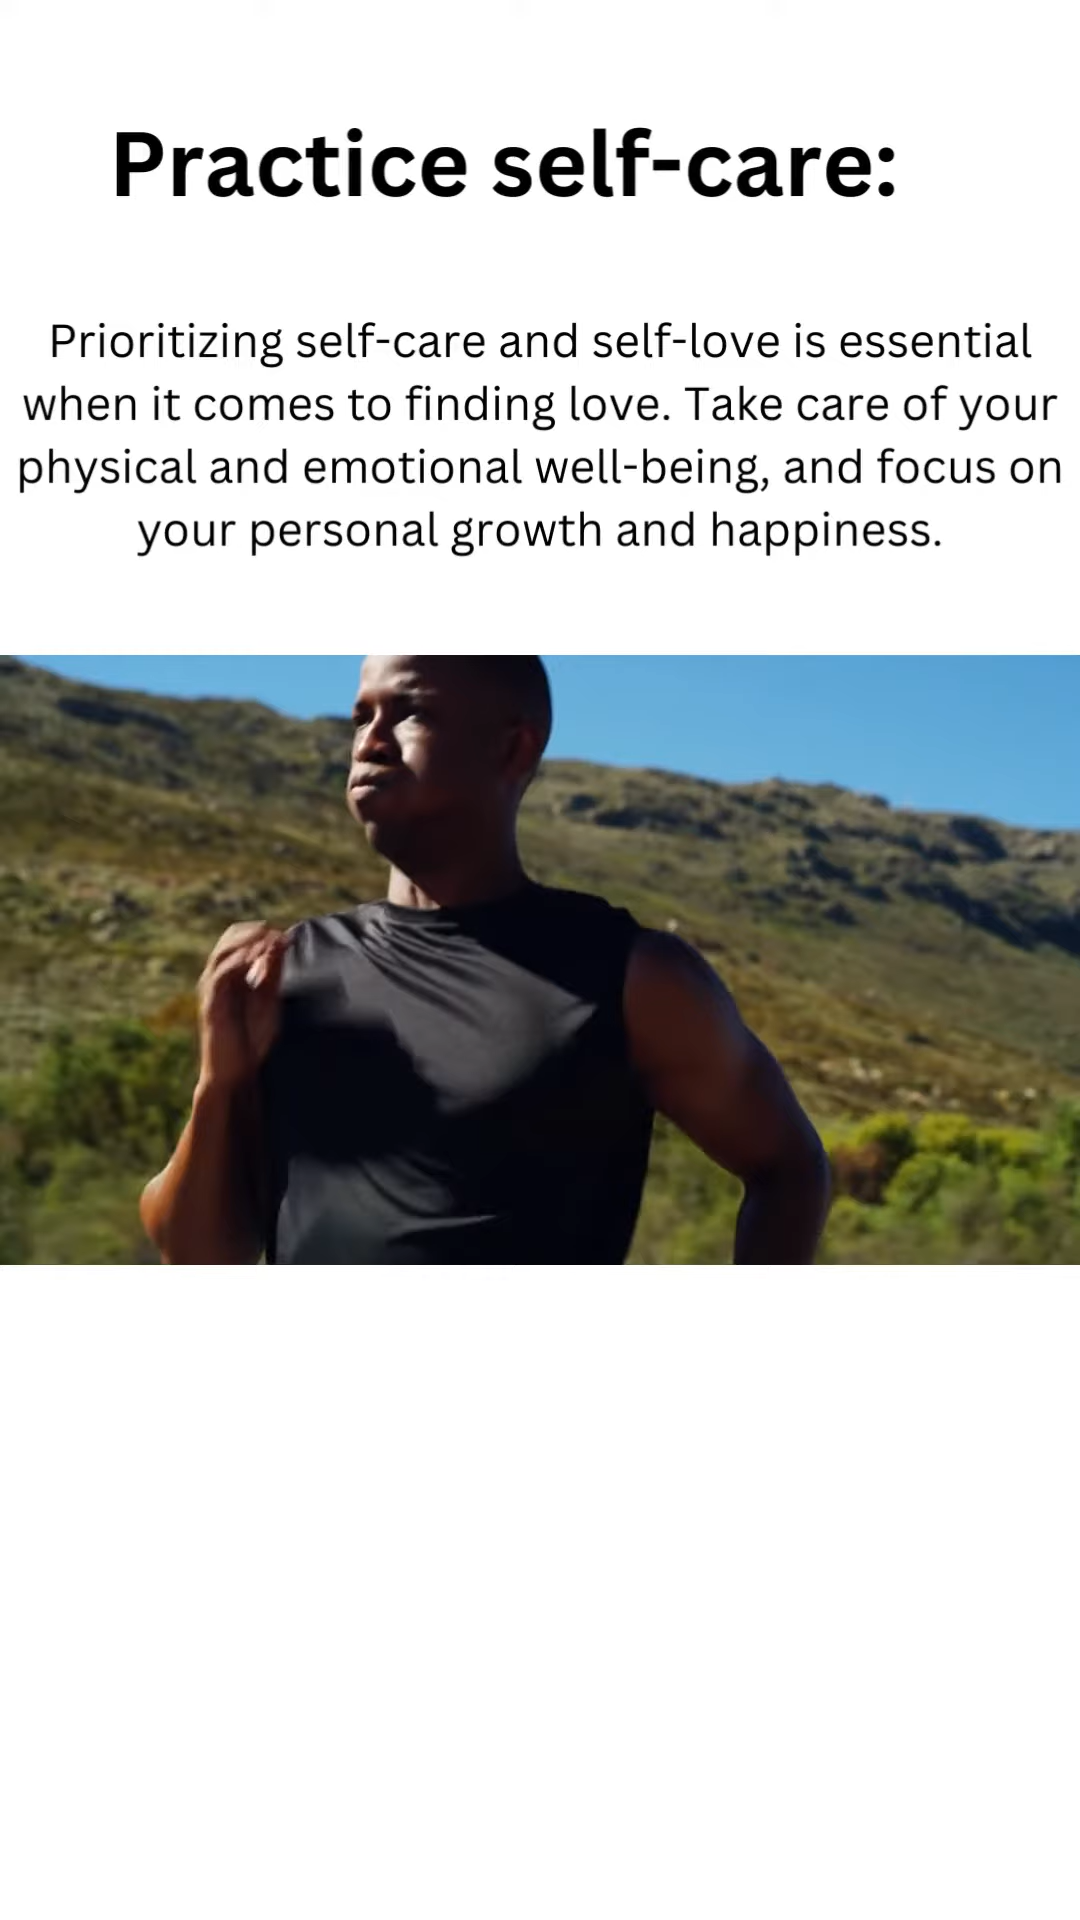 Practice self-care:
Prioritizing self-care and self-love is essential
when it comes to finding love. Take care of your
physical and emotional well-being, and focus on
your personal growth and happiness.